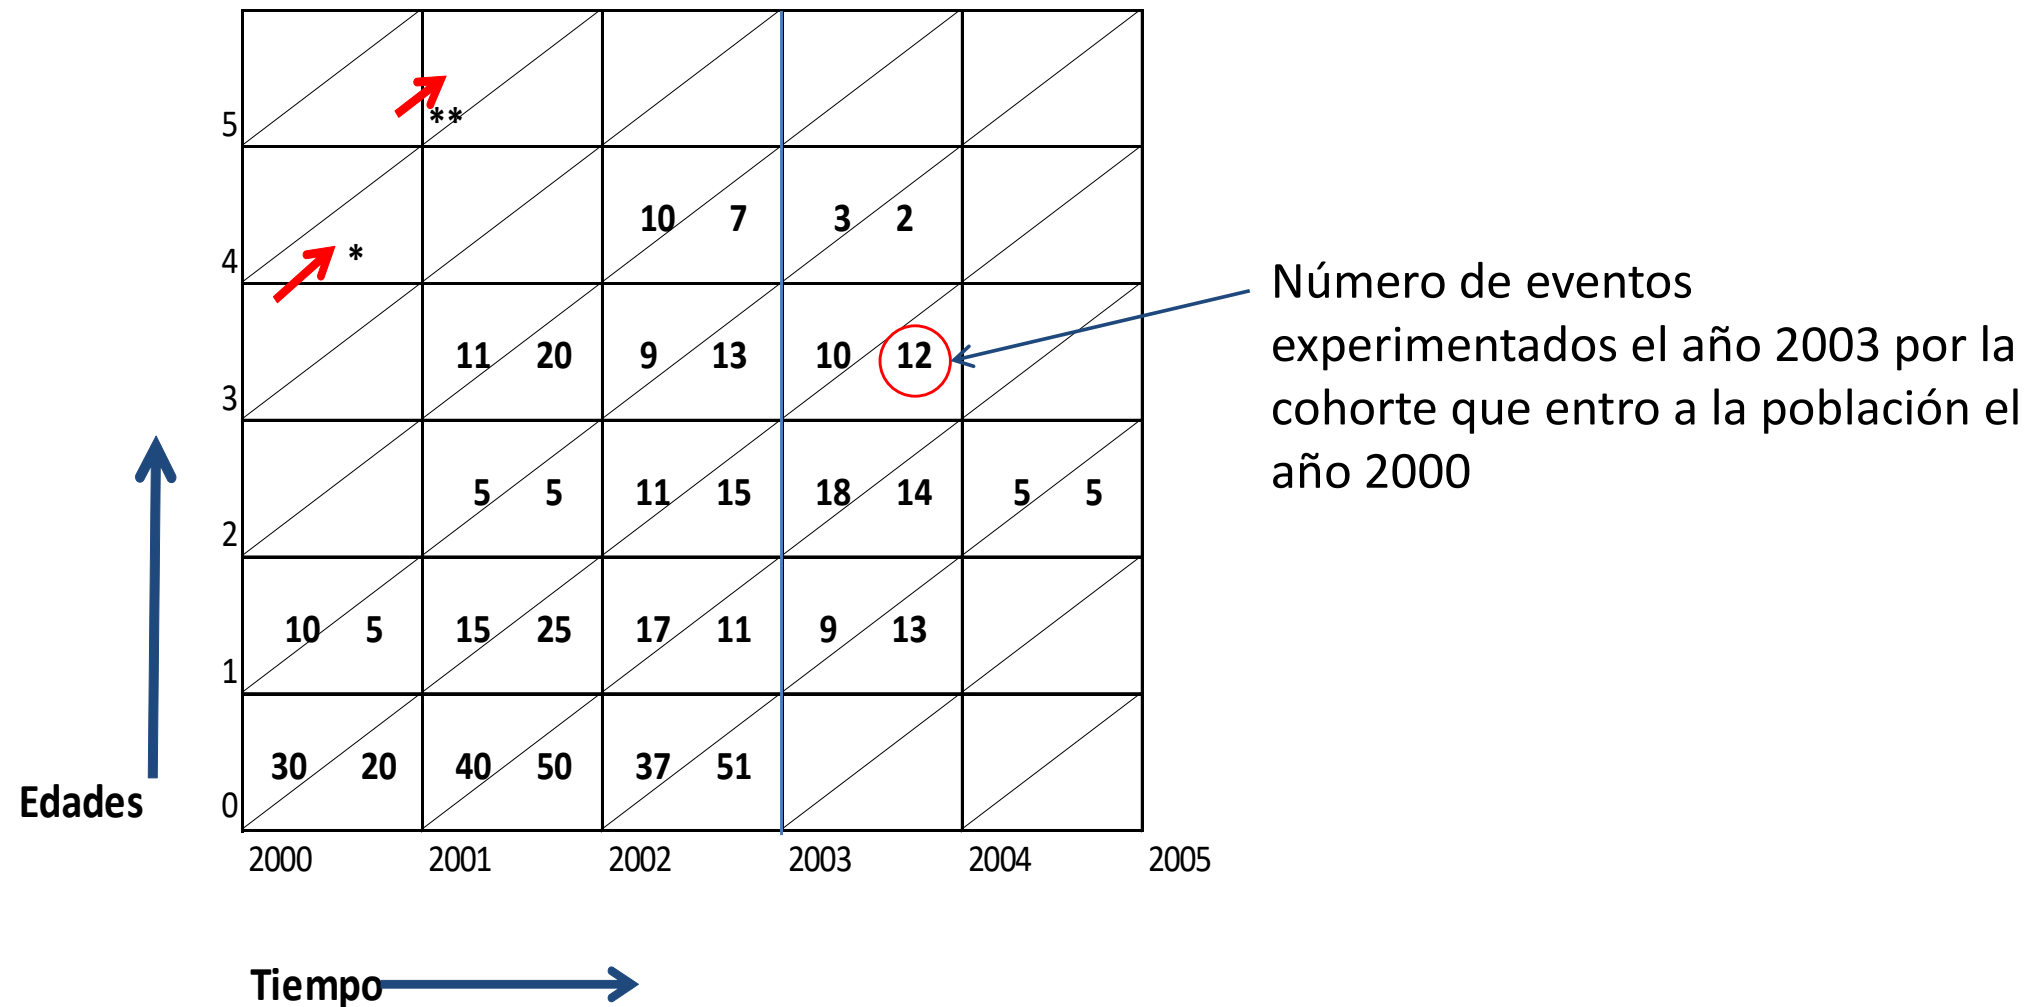 5
**
10 7 3 2
4
*
Número de eventos
experimentados el año 2003 por la
cohorte que entro a la población el
año 2000
11 20 9 13 10 12
3
5 5 11 15 18 14 5 5
2
10 5 15 25 17 11 9 13
1
30 20 40 50 37 51
Edades
0
2000 2001 2002 2003 2004 2005
Tiempo